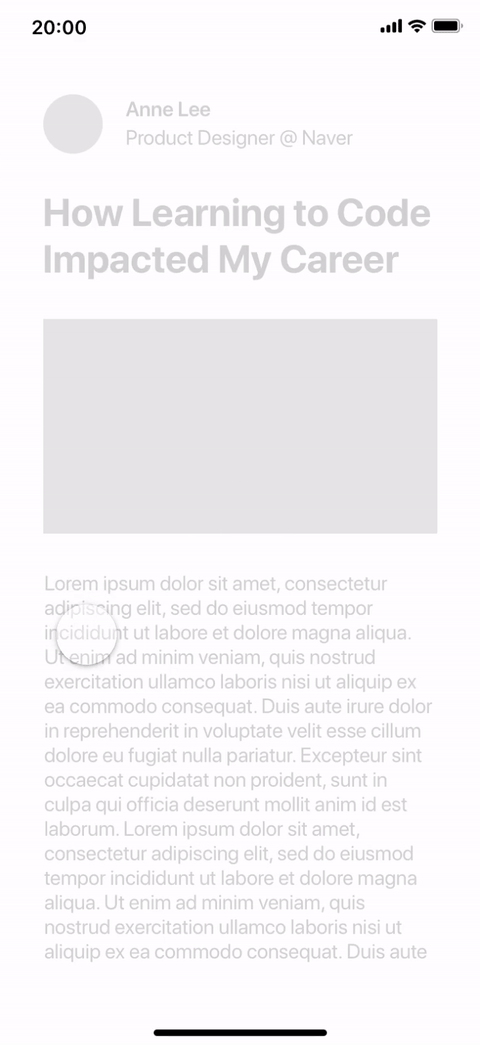 20:00
Anne Lee
Product Designer @ Naver
How Learning to Code
Impacted My Career
Lorem ipsum dolor sit amet, consectetur
adipiscing elit, sed do eiusmod tempor
incididunt ut labore et dolore magna aliqua.
Ut enim ad minim veniam, quis nostrud
exercitation ullamco laboris nisi ut aliquip ex
ea commodo consequat. Duis aute irure dolor
in reprehenderit in voluptate velit esse cillum
dolore eu fugiat nulla pariatur. Excepteur sint
occaecat cupidatat non proident, sunt in
culpa qui officia deserunt mollit anim id est
laborum. Lorem ipsum dolor sit amet,
consectetur adipiscing elit, sed do eiusmod
tempor incididunt ut labore et dolore magna
aliqua. Ut enim ad minim veniam, quis
nostrud exercitation ullamco laboris nisi ut
aliquip ex ea commodo consequat. Duis aute